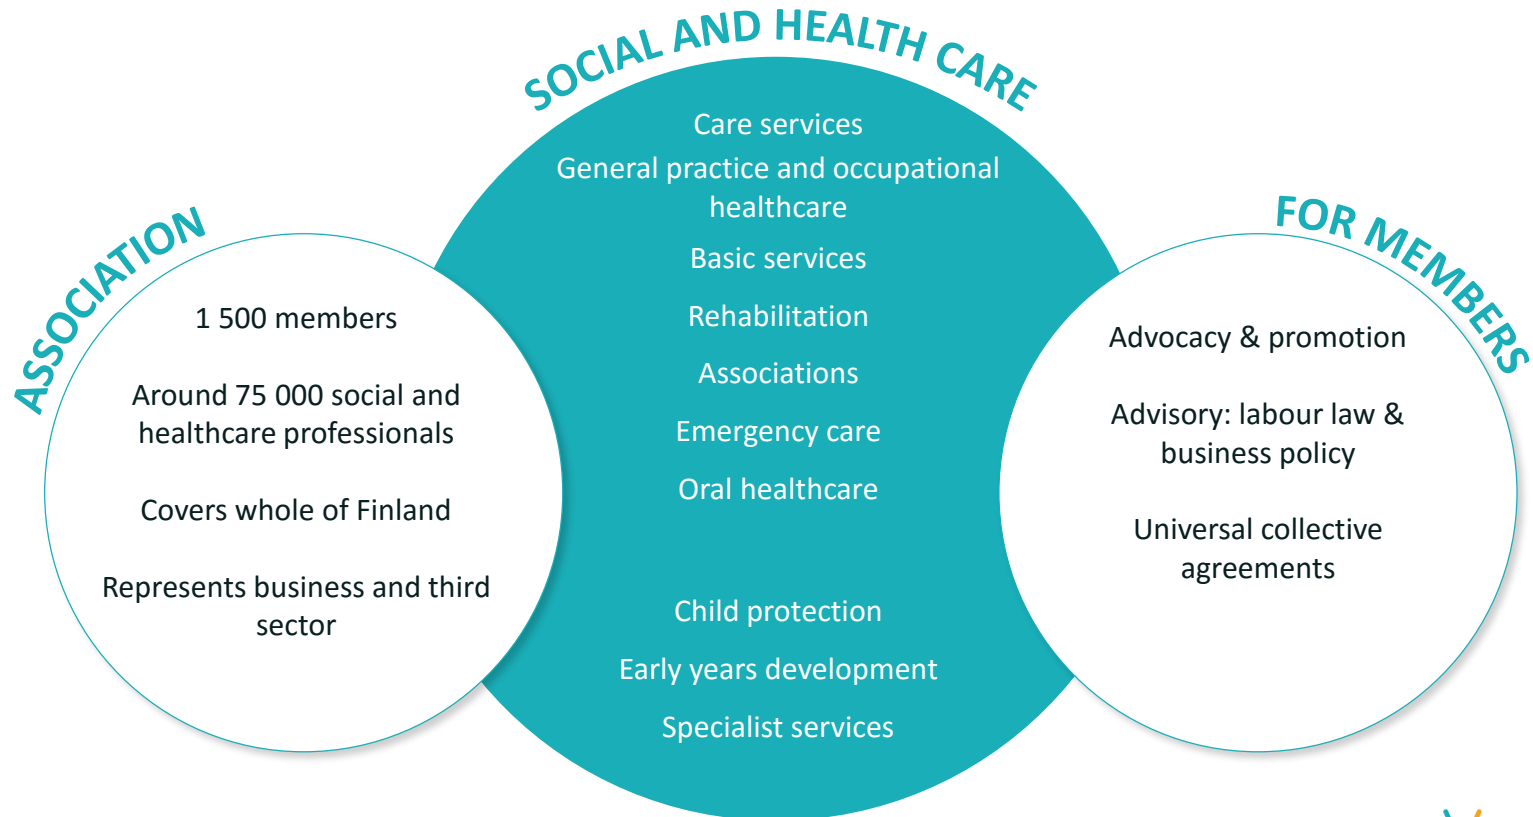 SOCIAL AND HEALTH CARE
Care services
General practice and occupational
healthcare
Basic services
Rehabilitation
Associations
Emergency care
Oral healthcare
Child protection
Early years development
Specialist services
ASSOCIATION
1 500 members
Around 75 000 social and
healthcare professionals
Covers whole of Finland
Represents business and third
sector
FOR MEMBERS
Advocacy & promotion
Advisory: labour law &
business policy
Universal collective
agreements